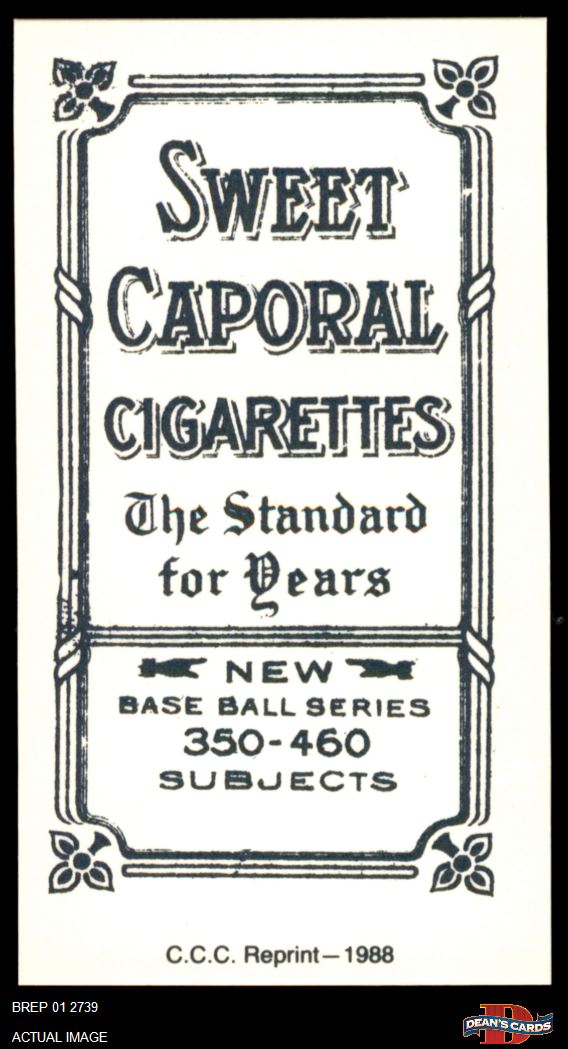 SWEET
CAPORAL
CIGARETTES
The Standard
for Years
NEW
BASE BALL SERIES
350-460
SUBJECTS
C.C.C. Reprint—1988
BREP 01 2739
ACTUAL IMAGE
D
DEAN'S CARDS